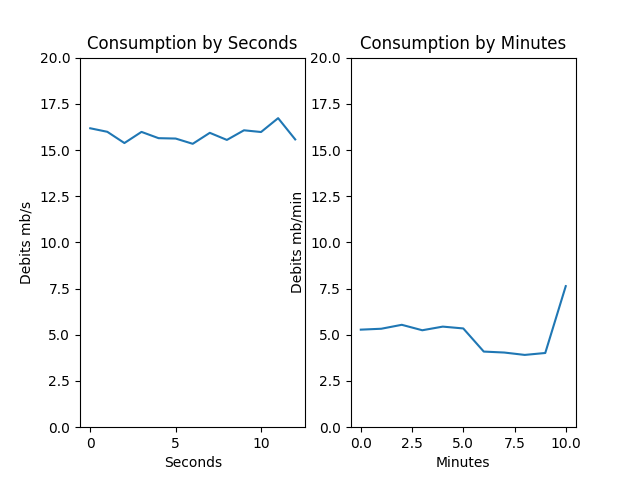 Consumption by Seconds
20.0
17.5
15.0
12.5
10.0
7.5
5.0
2.5
0.0
Debits mb/s
0 5 10
Seconds
Consumption by Minutes
20.0
17.5
15.0
12.5
10.0
7.5
5.0
2.5
0.0
Debits mb/min
0.0 2.5 5.0 7.5 10.0
Minutes